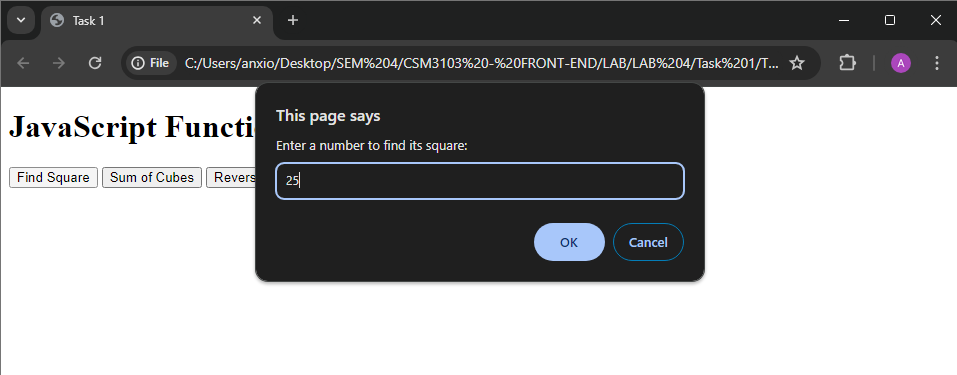 Task 1
File C:/Users/anxio/Desktop/SEM%204/CSM3103%20-%20FRONT-END/LAB/LAB%204/Task%201/T...
A
This page says
JavaScript Functi
Enter a number to find its square:
Find Square Sum of Cubes Revers
25
OK Cancel